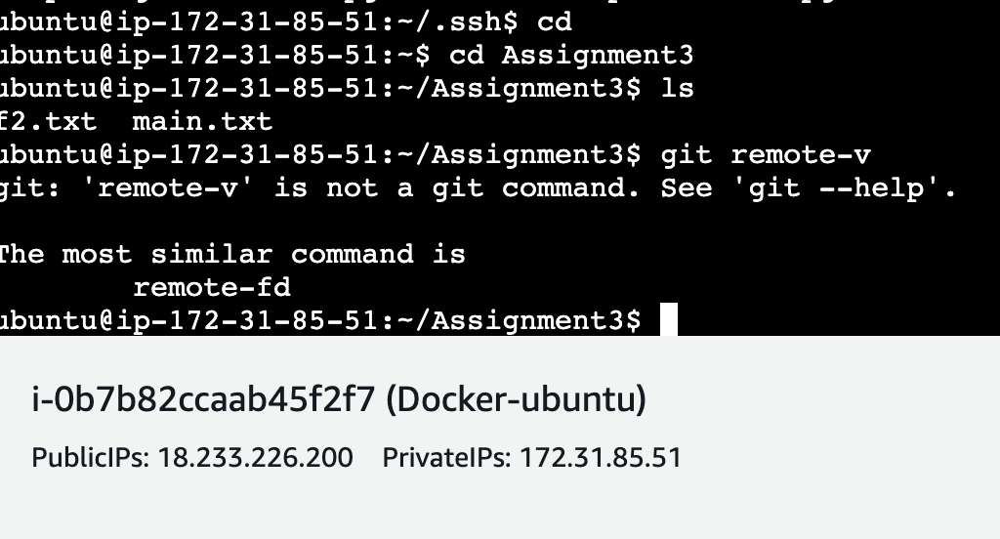 ubuntu@ip-172-31-85-51:~/.ssh$ cd
ubuntu@ip-172-31-85-51:~$ cd Assignment3
ubuntu@ip-172-31-85-51:~/Assignment3$ ls
f2.txt  main.txt
ubuntu@ip-172-31-85-51:~/Assignment3$ git remote-v
git: 'remote-v' is not a git command. See 'git --help'.
The most similar command is
remote-fd
ubuntu@ip-172-31-85-51:~/Assignment3$
i-0b7b82ccaab45f2f7 (Docker-ubuntu)
PublicIPs: 18.233.226.200    PrivateIPs: 172.31.85.51